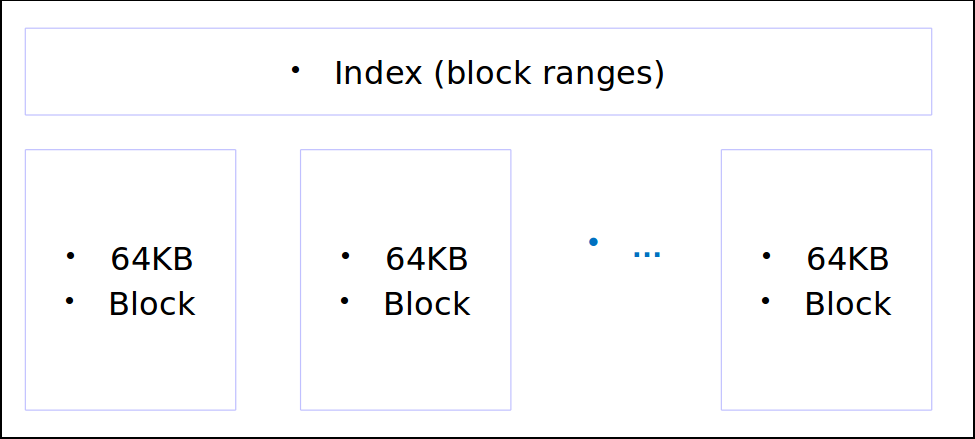 • Index (block ranges)
• 64KB
• Block
• 64KB
• Block
• ...
• 64KB
• Block